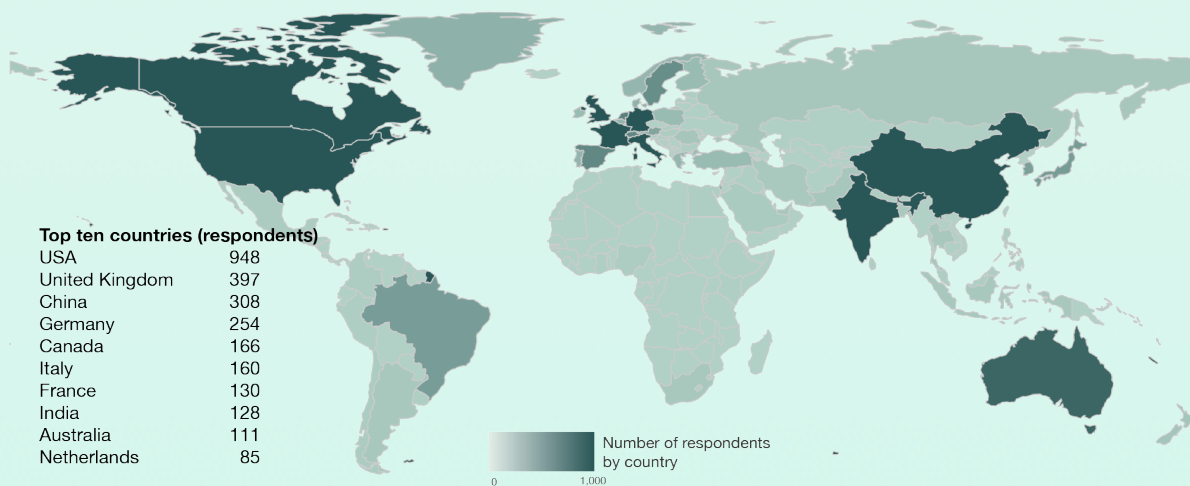 Top ten countries (respondents)
USA 948
United Kingdom 397
China 308
Germany 254
Canada 166
Italy 160
France 130
India 128
Australia 111
Netherlands 85
Number of respondents
by country
0 1,000